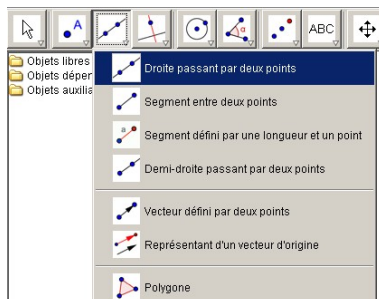 A
α
ABC
Objets libres
Objets déper
Objets auxilia
Droite passant par deux points
Segment entre deux points
a
Segment défini par une longueur et un point
Demi-droite passant par deux points
Vecteur défini par deux points
Représentant d'un vecteur d'origine
Polygone